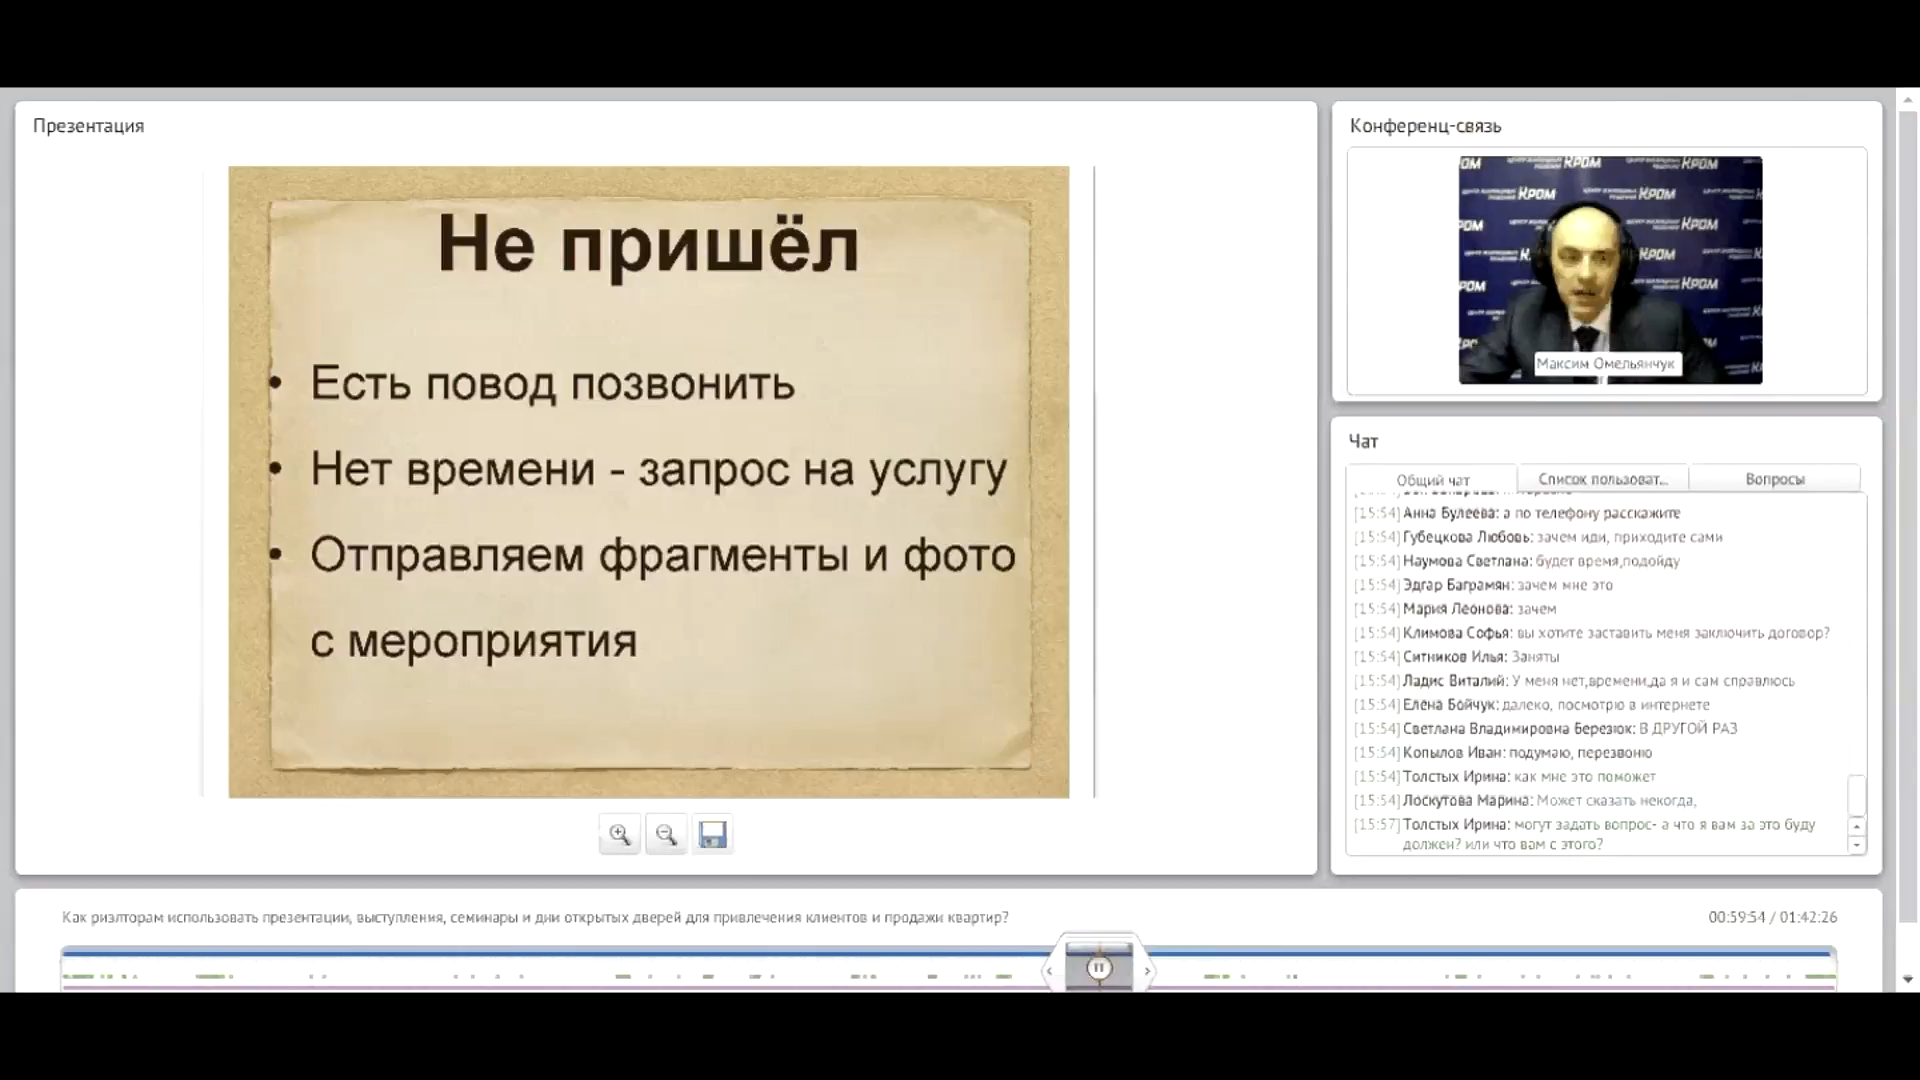 Презентация
Не пришёл
• Есть повод позвонить
• Нет времени - запрос на услугу
• Отправляем фрагменты и фото
с мероприятия
Конференц-связь
КРОМ
КРОМ
КРОМ
КРОМ
КРОМ
КРОМ
КРОМ
Максим Омельянчук
Чат
Общий чат
Список пользоват...
Вопросы
[15:54] Анна Булеева: а по телефону расскажите
[15:54] Губецкова Любовь: зачем иди, приходите сами
[15:54] Наумова Светлана: будет время,подойду
[15:54] Эдгар Баграмян: зачем мне это
[15:54] Мария Леонова: зачем
[15:54] Климова Софья: вы хотите заставить меня заключить договор?
[15:54] Ситников Илья: Заняты
[15:54] Ладис Виталий: У меня нет,времени,да я и сам справлюсь
[15:54] Елена Бойчук: далеко, посмотрю в интернете
[15:54] Светлана Владимировна Березюк: В ДРУГОЙ РАЗ
[15:54] Копылов Иван: подумаю, перезвоню
[15:54] Толстых Ирина: как мне это поможет
[15:54] Лоскутова Марина: Может сказать некогда,
[15:57] Толстых Ирина: могут задать вопрос- а что я вам за это буду
должен? или что вам с этого?
Как риэлторам использовать презентации, выступления, семинары и дни открытых дверей для привлечения клиентов и продажи квартир?
00:59:54 / 01:42:26